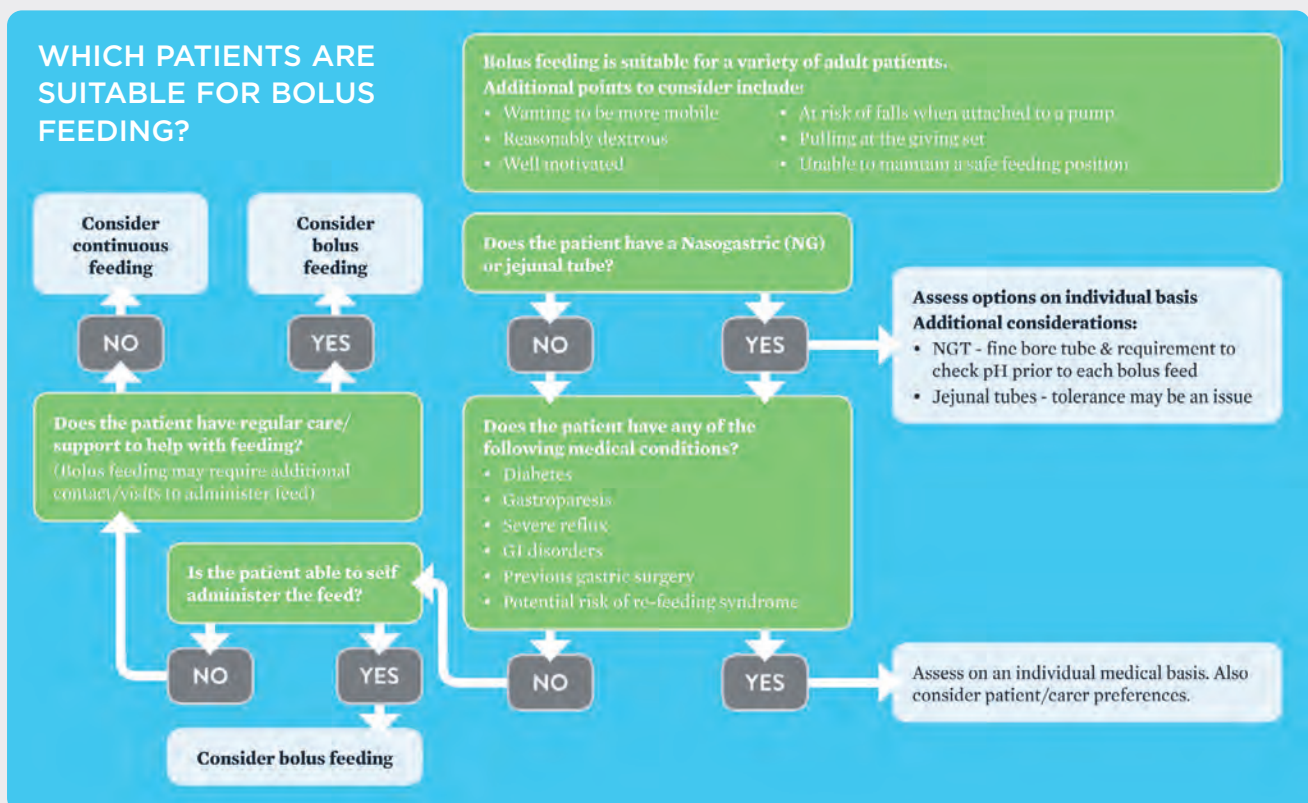 WHICH PATIENTS ARE
SUITABLE FOR BOLUS
FEEDING?
Bolus feeding is suitable for a variety of adult patients.
Additional points to consider include:
• Wanting to be more mobile
• Reasonably dextrous
• Well motivated
• At risk of falls when attached to a pump
• Pulling at the giving set
• Unable to maintain a safe feeding position
Does the patient have a Nasogastric (NG)
or jejunal tube?
NO
YES
Assess options on individual basis
Additional considerations:
• NGT - fine bore tube & requirement to
check pH prior to each bolus feed
• Jejunal tubes - tolerance may be an issue
Does the patient have any of the
following medical conditions?
• Diabetes
• Gastroparesis
• Severe reflux
• GI disorders
• Previous gastric surgery
• Potential risk of re-feeding syndrome
NO
YES
Assess on an individual medical basis. Also
consider patient/carer preferences.
Is the patient able to self
administer the feed?
NO
YES
Consider bolus feeding
Does the patient have regular care/
support to help with feeding?
(Bolus feeding may require additional
contact/visits to administer feed)
NO
YES
Consider
continuous
feeding
Consider
bolus
feeding